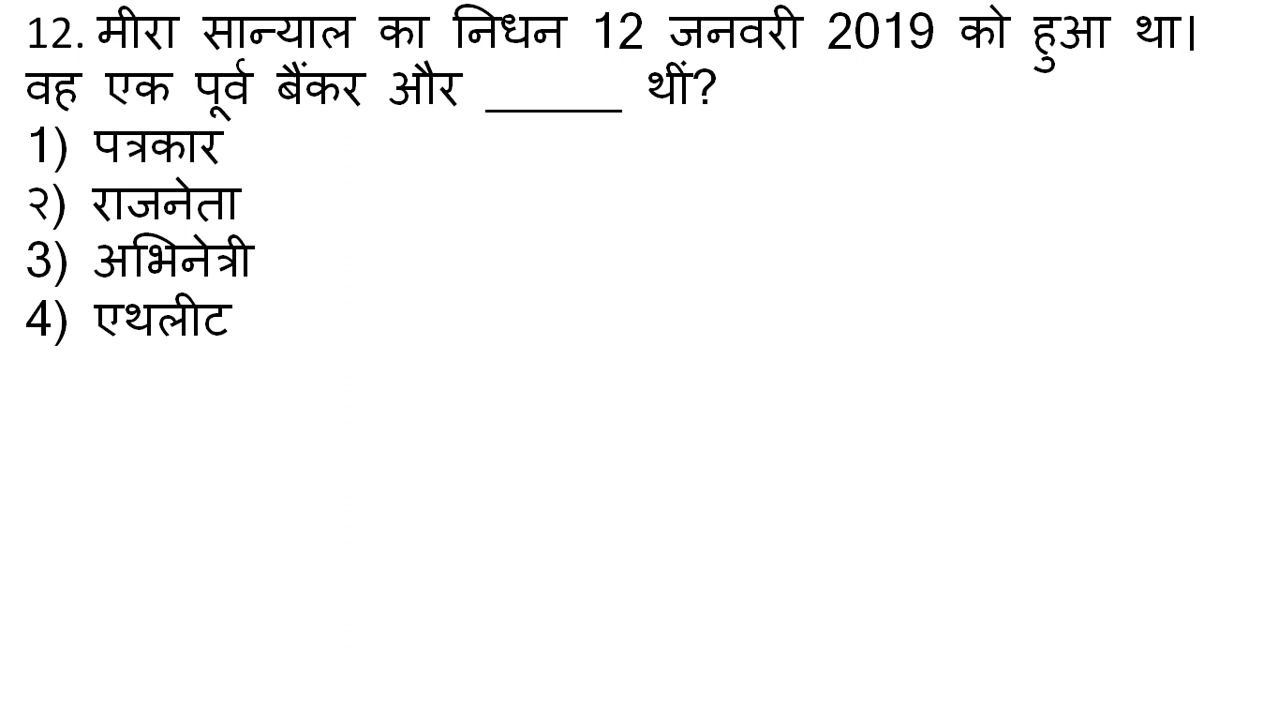 12. मीरा सान्याल का निधन 12 जनवरी 2019 को हुआ था।
वह एक पूर्व बैंकर और ______ थीं?
1) पत्रकार
२) राजनेता
3) अभिनेत्री
4) एथलीट